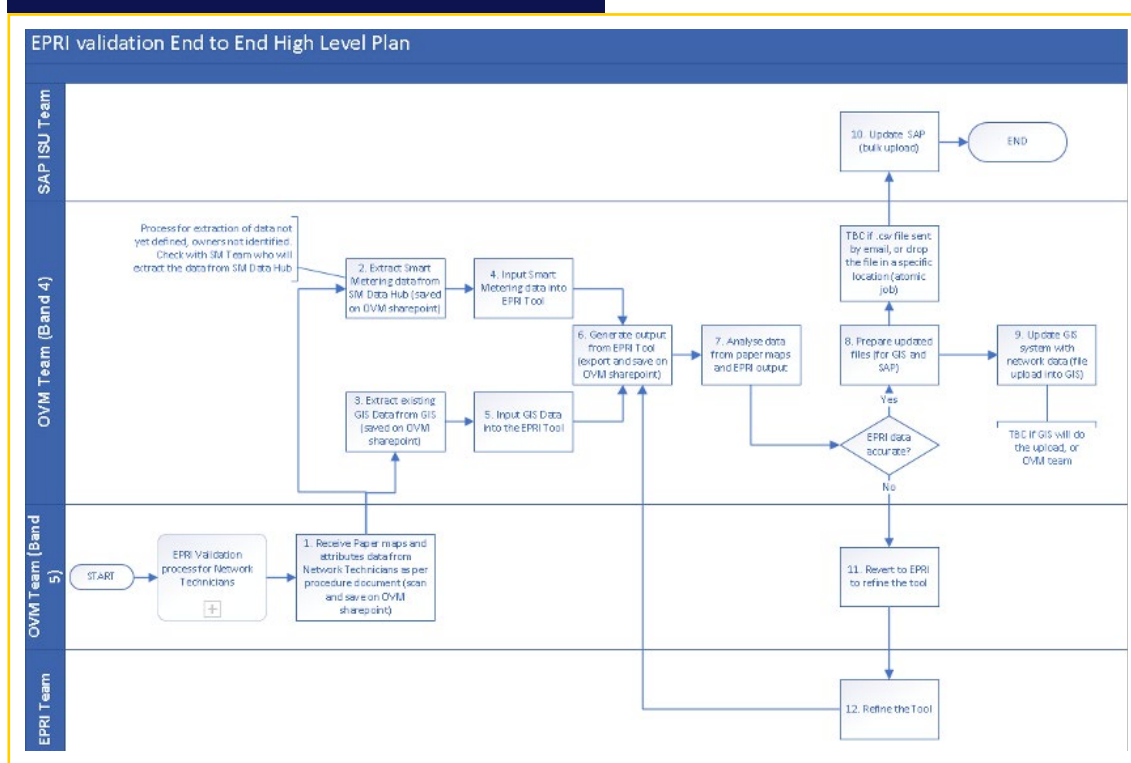 EPRI validation End to End High Level Plan
SAP ISU Team
10. Update SAP
(bulk upload)
END
OVM Team (Band 4)
Process for extraction of data not
yet defined, owners not identified.
Check with SM Team who will
extract the data from SM Data Hub
2. Extract Smart
Metering data from
SM Data Hub (saved
on OVM sharepoint)
4. Input Smart
Metering data into
EPRI Tool
TBC if .csv file sent
by email, or drop
the file in a specific
location (atomic
job)
6. Generate output
from EPRI Tool
(export and save on
OVM sharepoint)
7. Analyse data
from paper maps
and EPRI output
8. Prepare updated
files (for GIS and
SAP)
9. Update GIS
system with
network data (file
upload into GIS)
3. Extract existing
GIS Data from GIS
(saved on OVM
sharepoint)
5. Input GIS Data
into the EPRI Tool
Yes
EPRI data
accurate?
No
TBC if GIS will do
the upload, or
OVM team
OVM Team (Band
5)
START
EPRI Validation
process for Network
Technicians
1. Receive Paper maps and
attributes data from
Network Technicians as per
procedure document (scan
and save on OVM
sharepoint)
11. Revert to EPRI
to refine the tool
EPRI Team
12. Refine the Tool